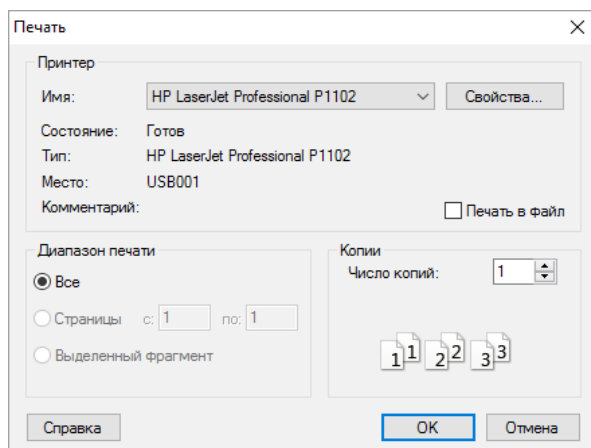 Печать
Принтер
Имя: HP LaserJet Professional P1102 Свойства...
Состояние: Готов
Тип: HP LaserJet Professional P1102
Место: USB001
Комментарий: Печать в файл
Диапазон печати
Все
Страницы с: 1 по: 1
Выделенный фрагмент
Копии
Число копий: 1
1 1 2 2 3 3
Справка OK Отмена